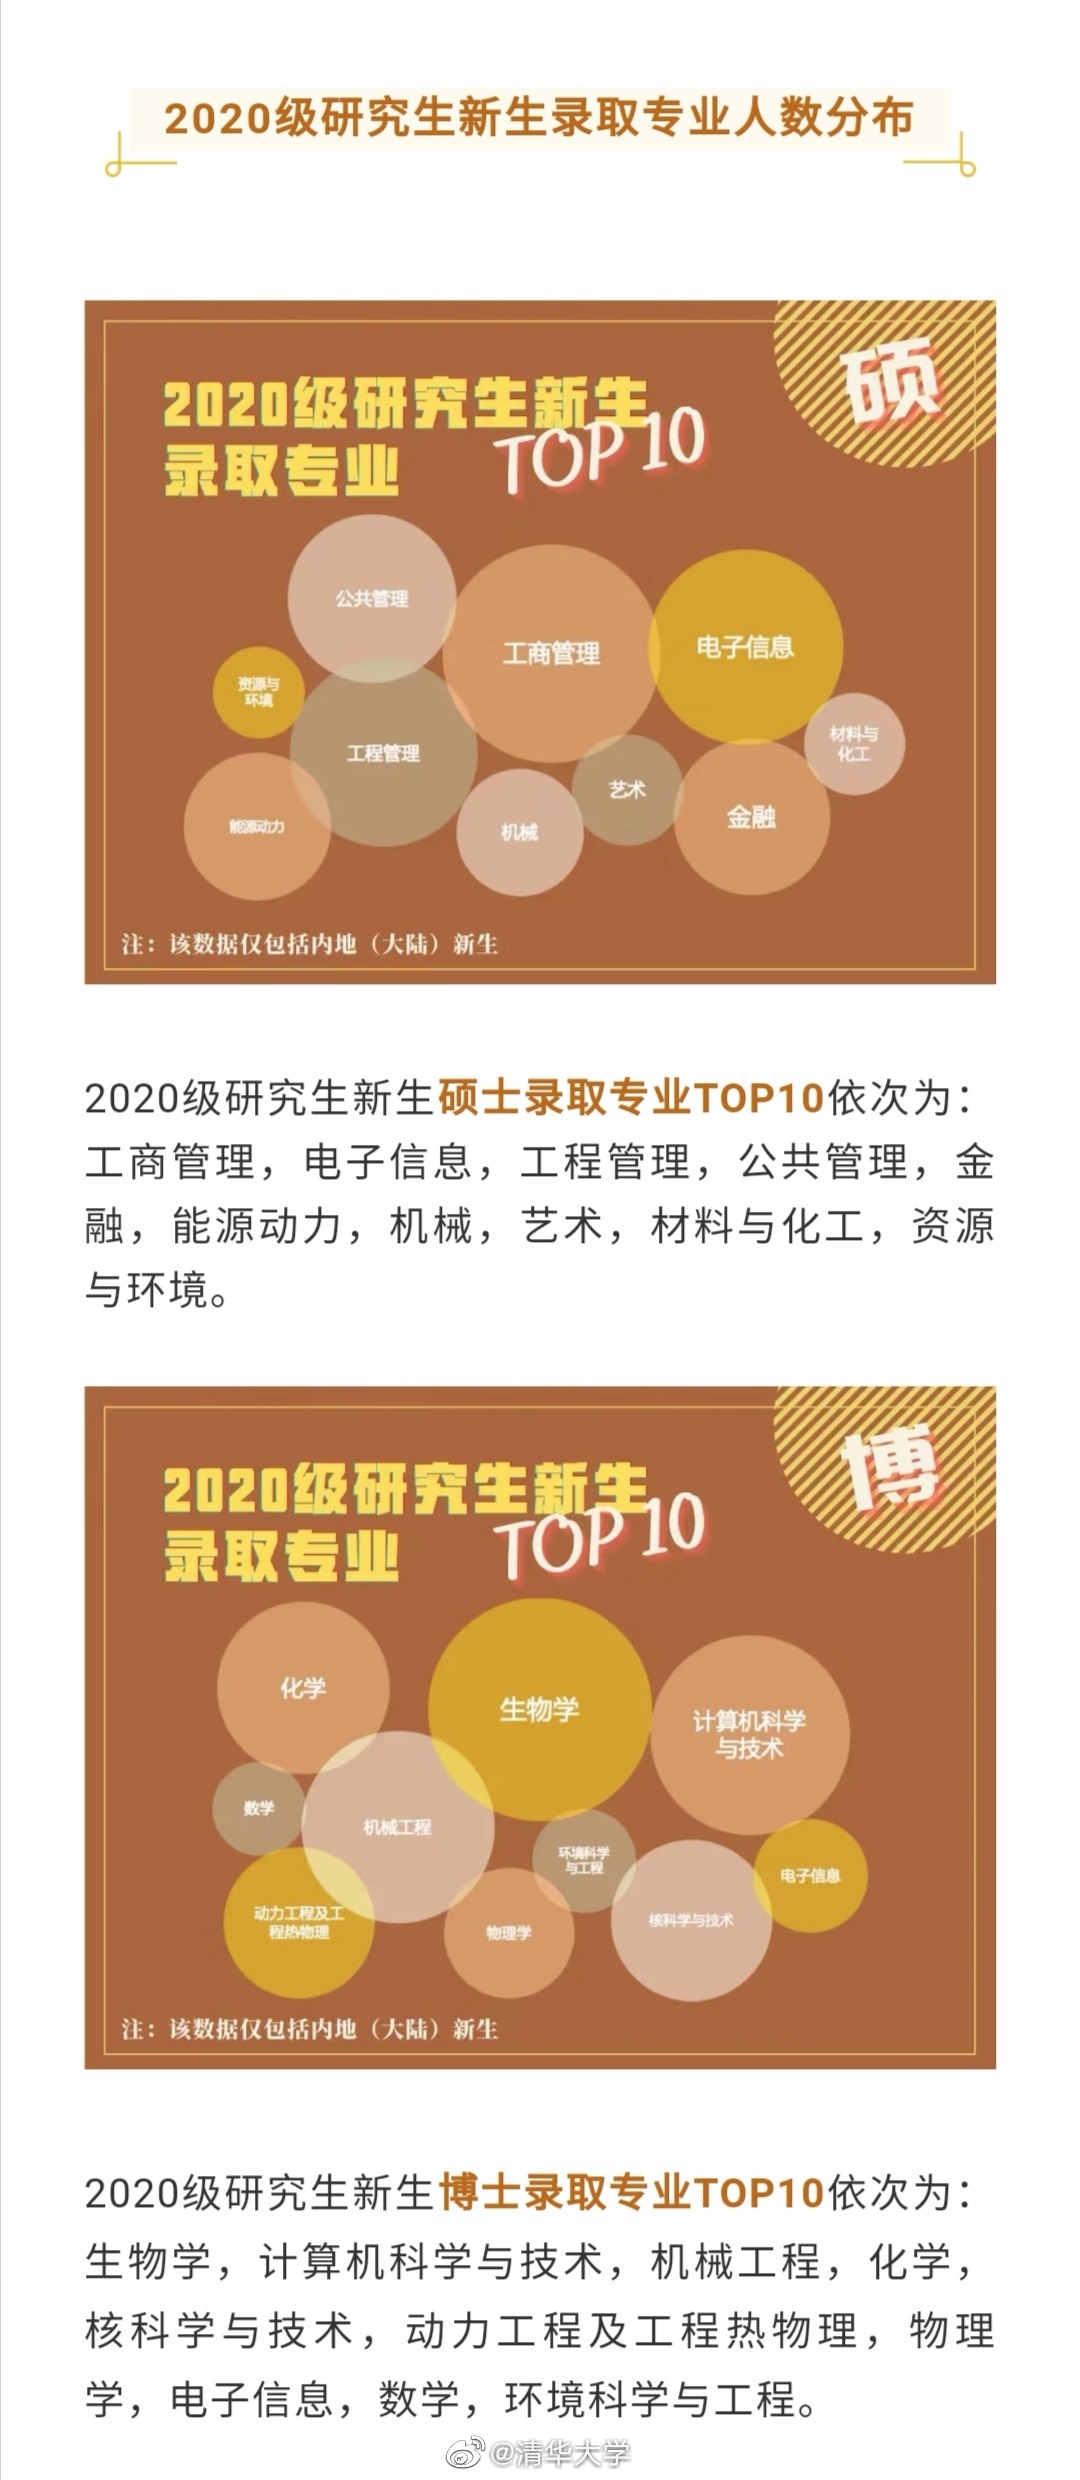 2020级研究生新生录取专业人数分布
硕
2020级研究生新生
录取专业
TOP 10
公共管理
工商管理
电子信息
资源与
环境
工程管理
材料与
化工
艺术
金融
能源动力
机械
注：该数据仅包括内地（大陆）新生
2020级研究生新生硕士录取专业TOP10依次为：
工商管理，电子信息，工程管理，公共管理，金
融，能源动力，机械，艺术，材料与化工，资源
与环境。
博
2020级研究生新生
录取专业
TOP 10
化学
生物学
计算机科学
与技术
数学
机械工程
环境科学
与工程
电子信息
动力工程及工
程热物理
物理学
核科学与技术
注：该数据仅包括内地（大陆）新生
2020级研究生新生博士录取专业TOP10依次为：
生物学，计算机科学与技术，机械工程，化学，
核科学与技术，动力工程及工程热物理，物理
学，电子信息，数学，环境科学与工程。
@清华大学